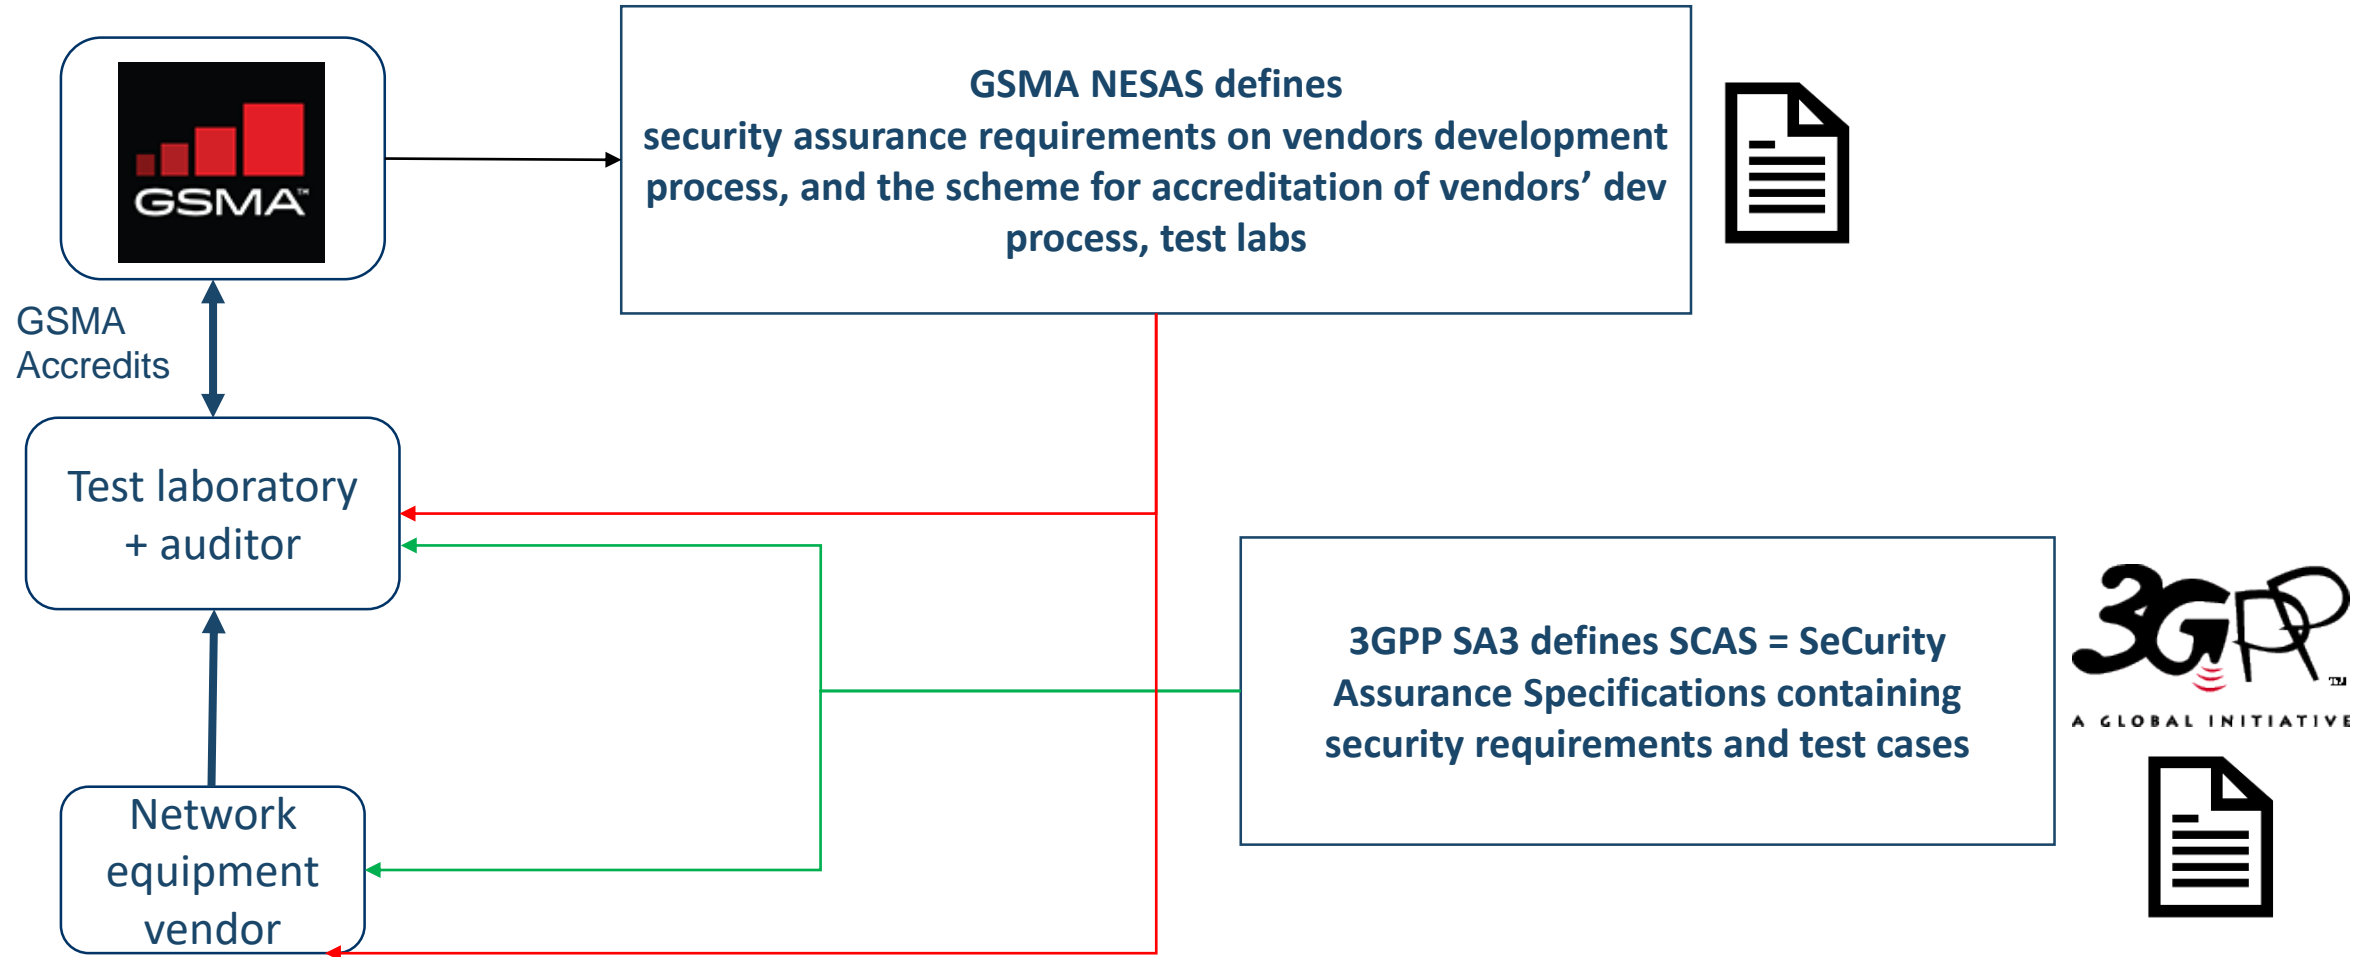 GSMA™
GSMA NESAS defines
security assurance requirements on vendors development
process, and the scheme for accreditation of vendors’ dev
process, test labs
GSMA
Accredits
Test laboratory
+ auditor
3GPP SA3 defines SCAS = SeCurity
Assurance Specifications containing
security requirements and test cases
3GPP™
A GLOBAL INITIATIVE
Network
equipment
vendor